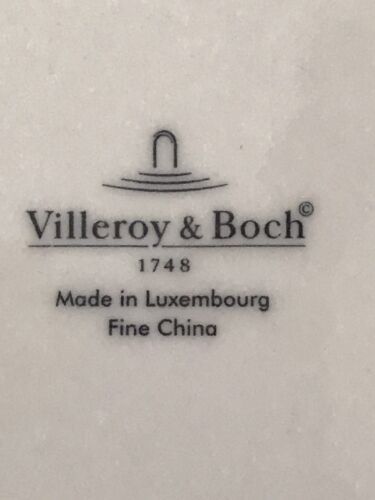 Villeroy & Boch©
1748
Made in Luxembourg
Fine China